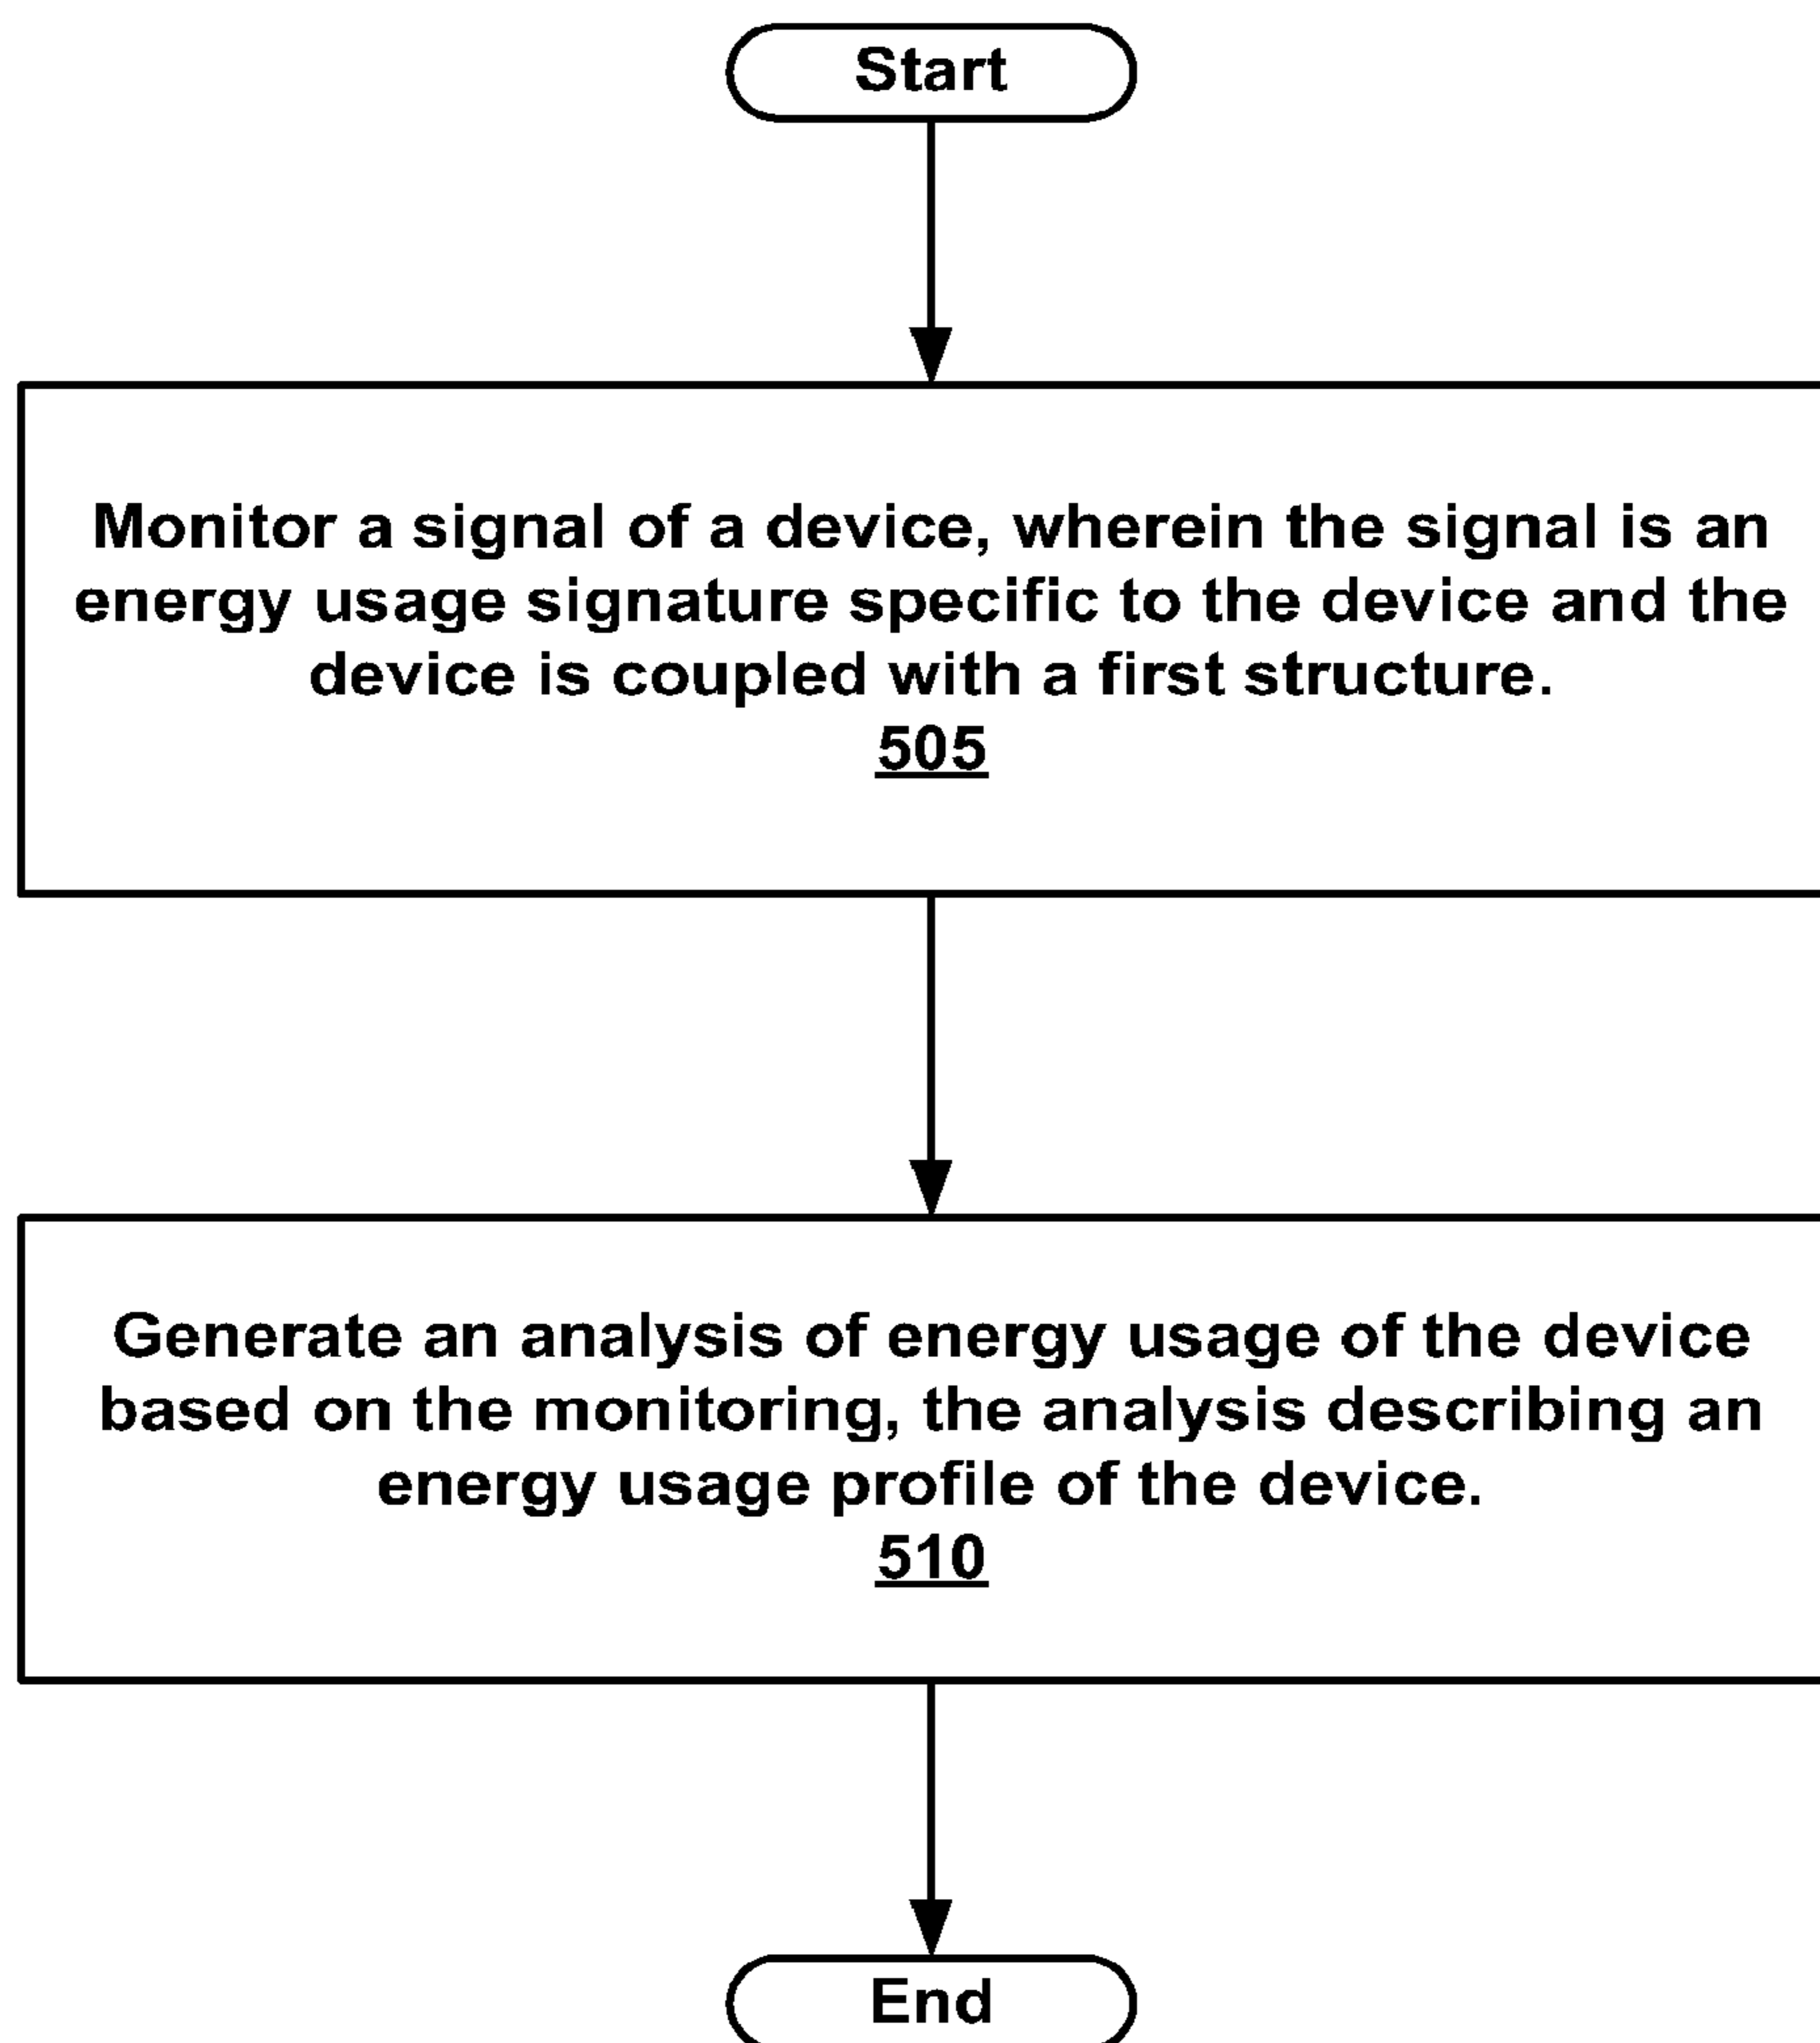 Start
Monitor a signal of a device, wherein the signal is an
energy usage signature specific to the device and the
device is coupled with a first structure.
505
Generate an analysis of energy usage of the device
based on the monitoring, the analysis describing an
energy usage profile of the device.
510
End